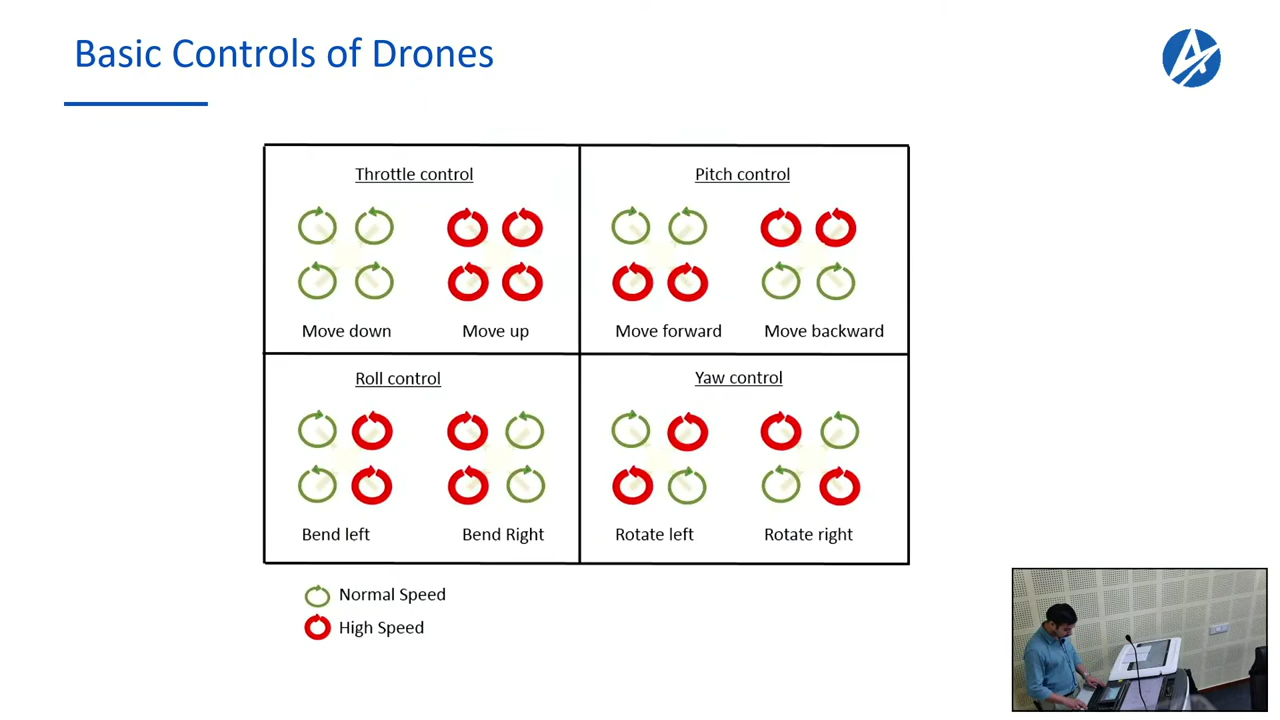 Basic Controls of Drones
Throttle control
Move down
Move up
Pitch control
Move forward
Move backward
Roll control
Bend left
Bend Right
Yaw control
Rotate left
Rotate right
Normal Speed
High Speed